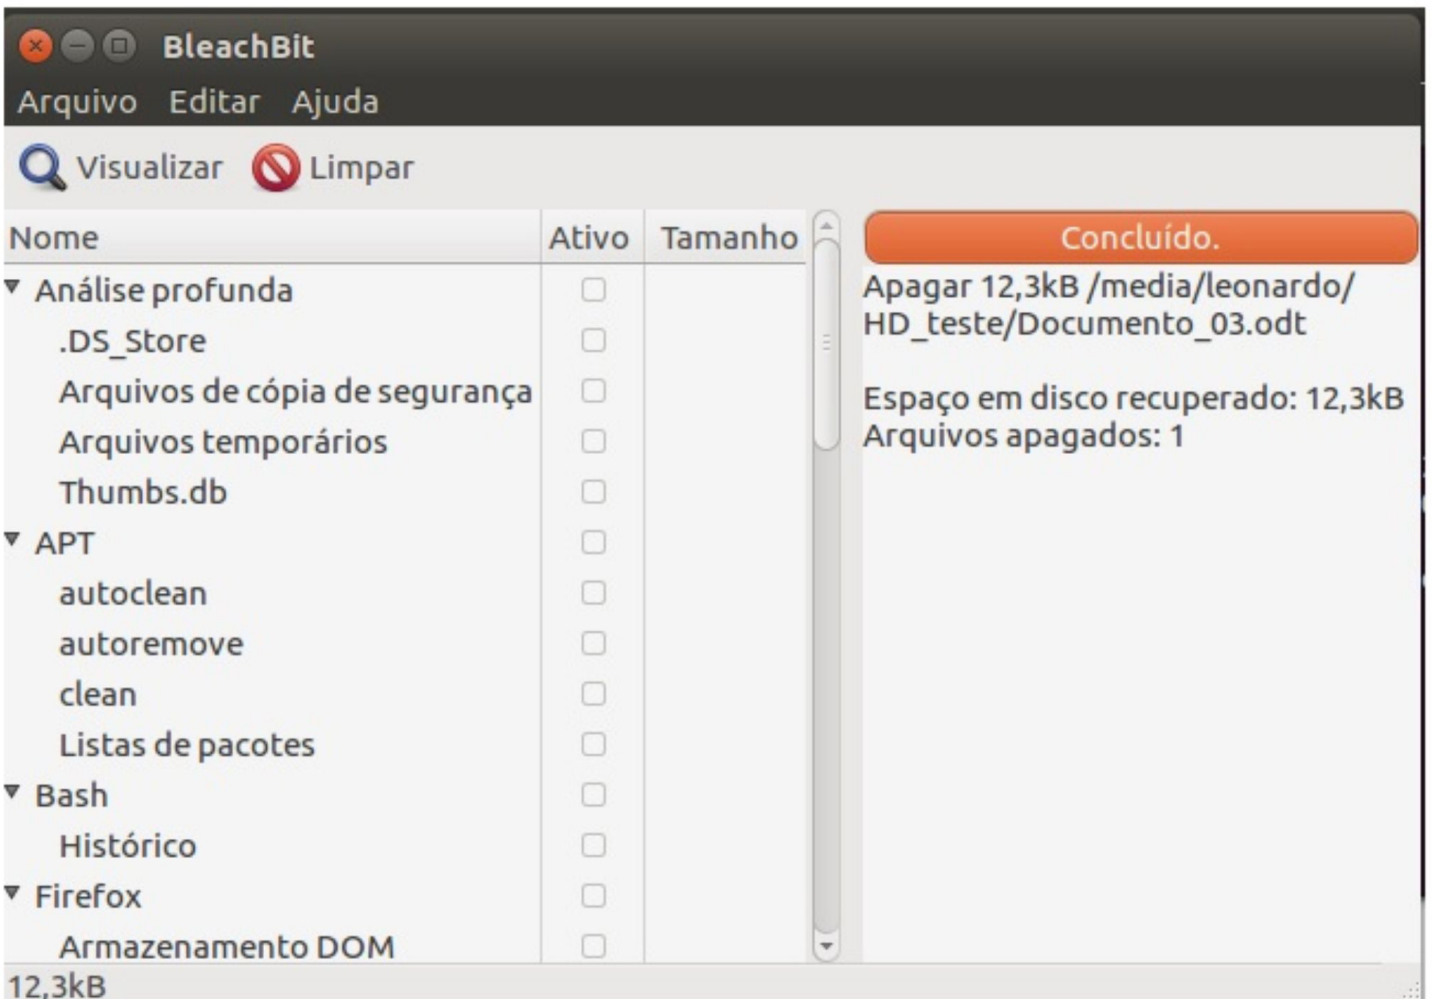 BleachBit
Arquivo Editar Ajuda
Visualizar Limpar
Nome Ativo Tamanho
Análise profunda
.DS_Store
Arquivos de cópia de segurança
Arquivos temporários
Thumbs.db
APT
autoclean
autoremove
clean
Listas de pacotes
Bash
Histórico
Firefox
Armazenamento DOM
Concluído.
Apagar 12,3kB /media/leonardo/
HD_teste/Documento_03.odt
Espaço em disco recuperado: 12,3kB
Arquivos apagados: 1
12,3kB